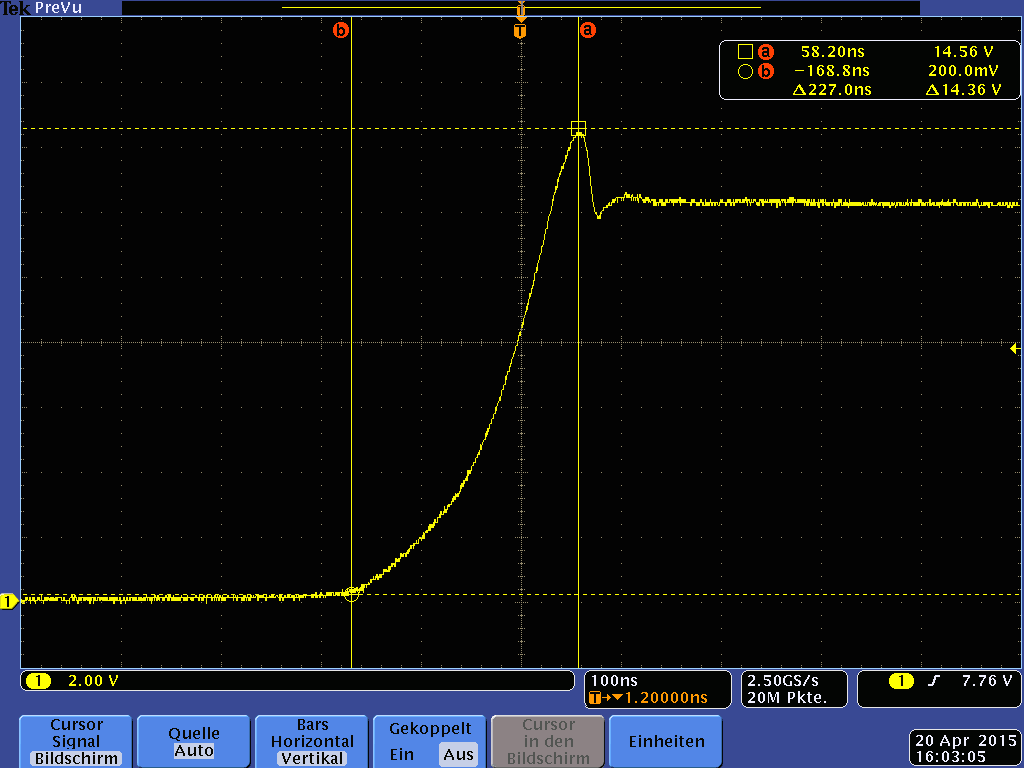 Tek PreVu
T
b T a
a 58.20ns 14.56 V
b −168.8ns 200.0mV
Δ227.0ns Δ14.36 V
1
1 2.00 V
100ns
T→▼1.20000ns
2.50GS/s
20M Pkte.
1 7.76 V
Cursor
Signal
Bildschirm
Quelle
Auto
Bars
Horizontal
Vertikal
Gekoppelt
Ein Aus
Cursor
in den
Bildschirm
Einheiten
20 Apr 2015
16:03:05